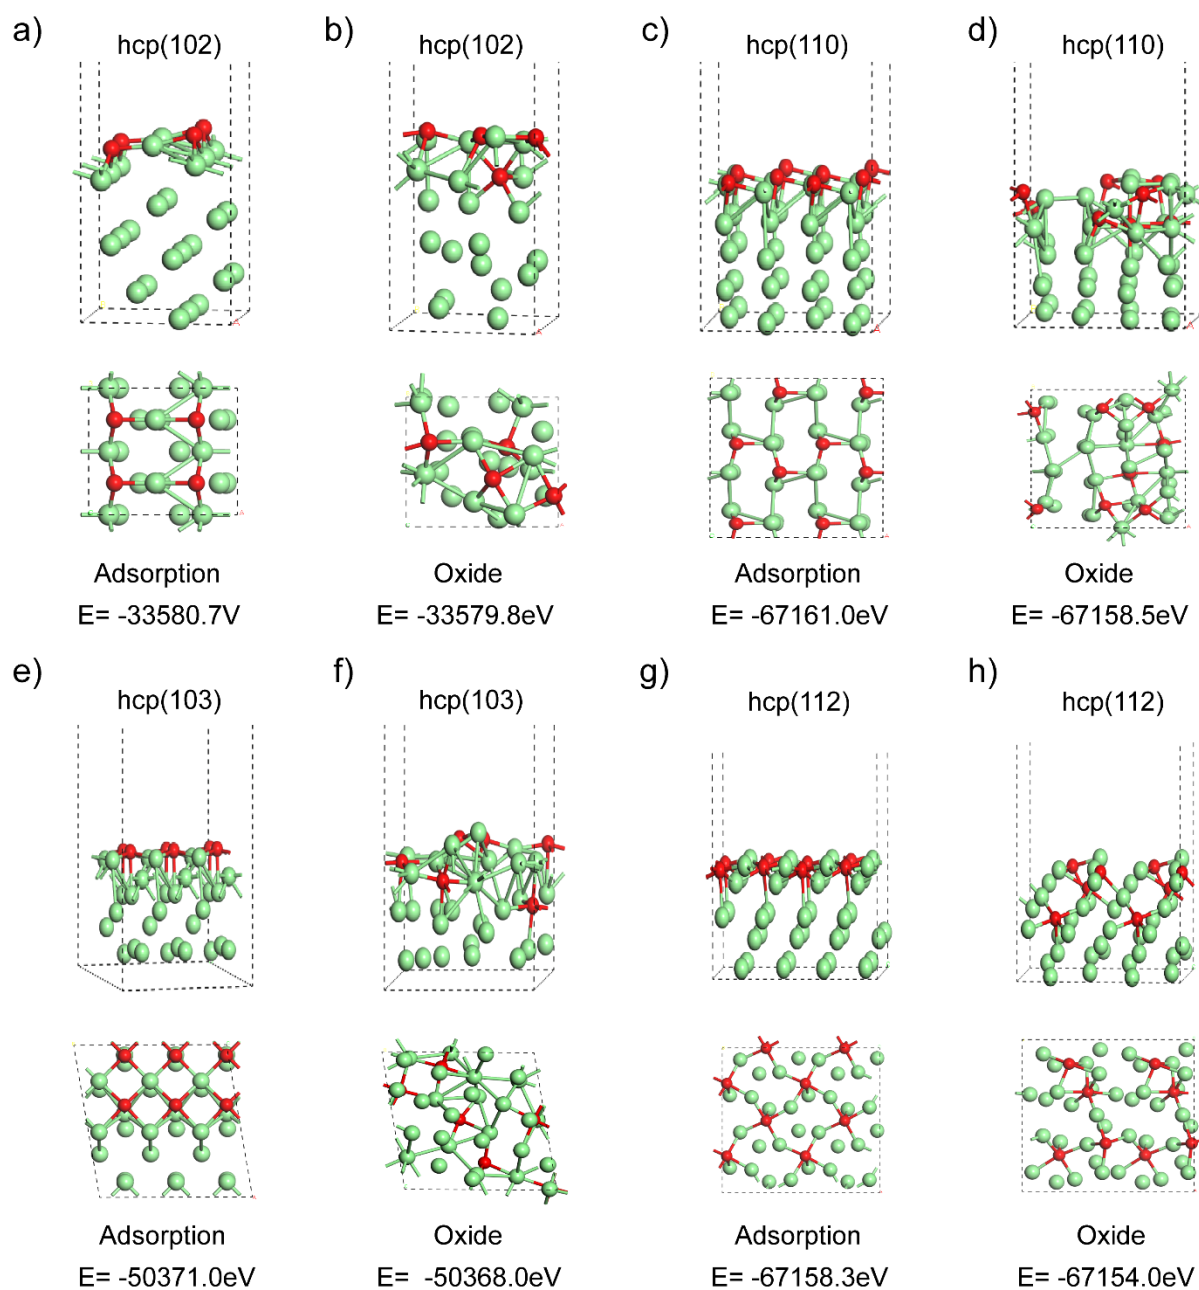 a)
hcp(102)
b)
hcp(102)
c)
hcp(110)
d)
hcp(110)
Adsorption
E= -33580.7V
Oxide
E= -33579.8eV
Adsorption
E= -67161.0eV
Oxide
E= -67158.5eV
e)
hcp(103)
f)
hcp(103)
g)
hcp(112)
h)
hcp(112)
Adsorption
E= -50371.0eV
Oxide
E= -50368.0eV
Adsorption
E= -67158.3eV
Oxide
E= -67154.0eV